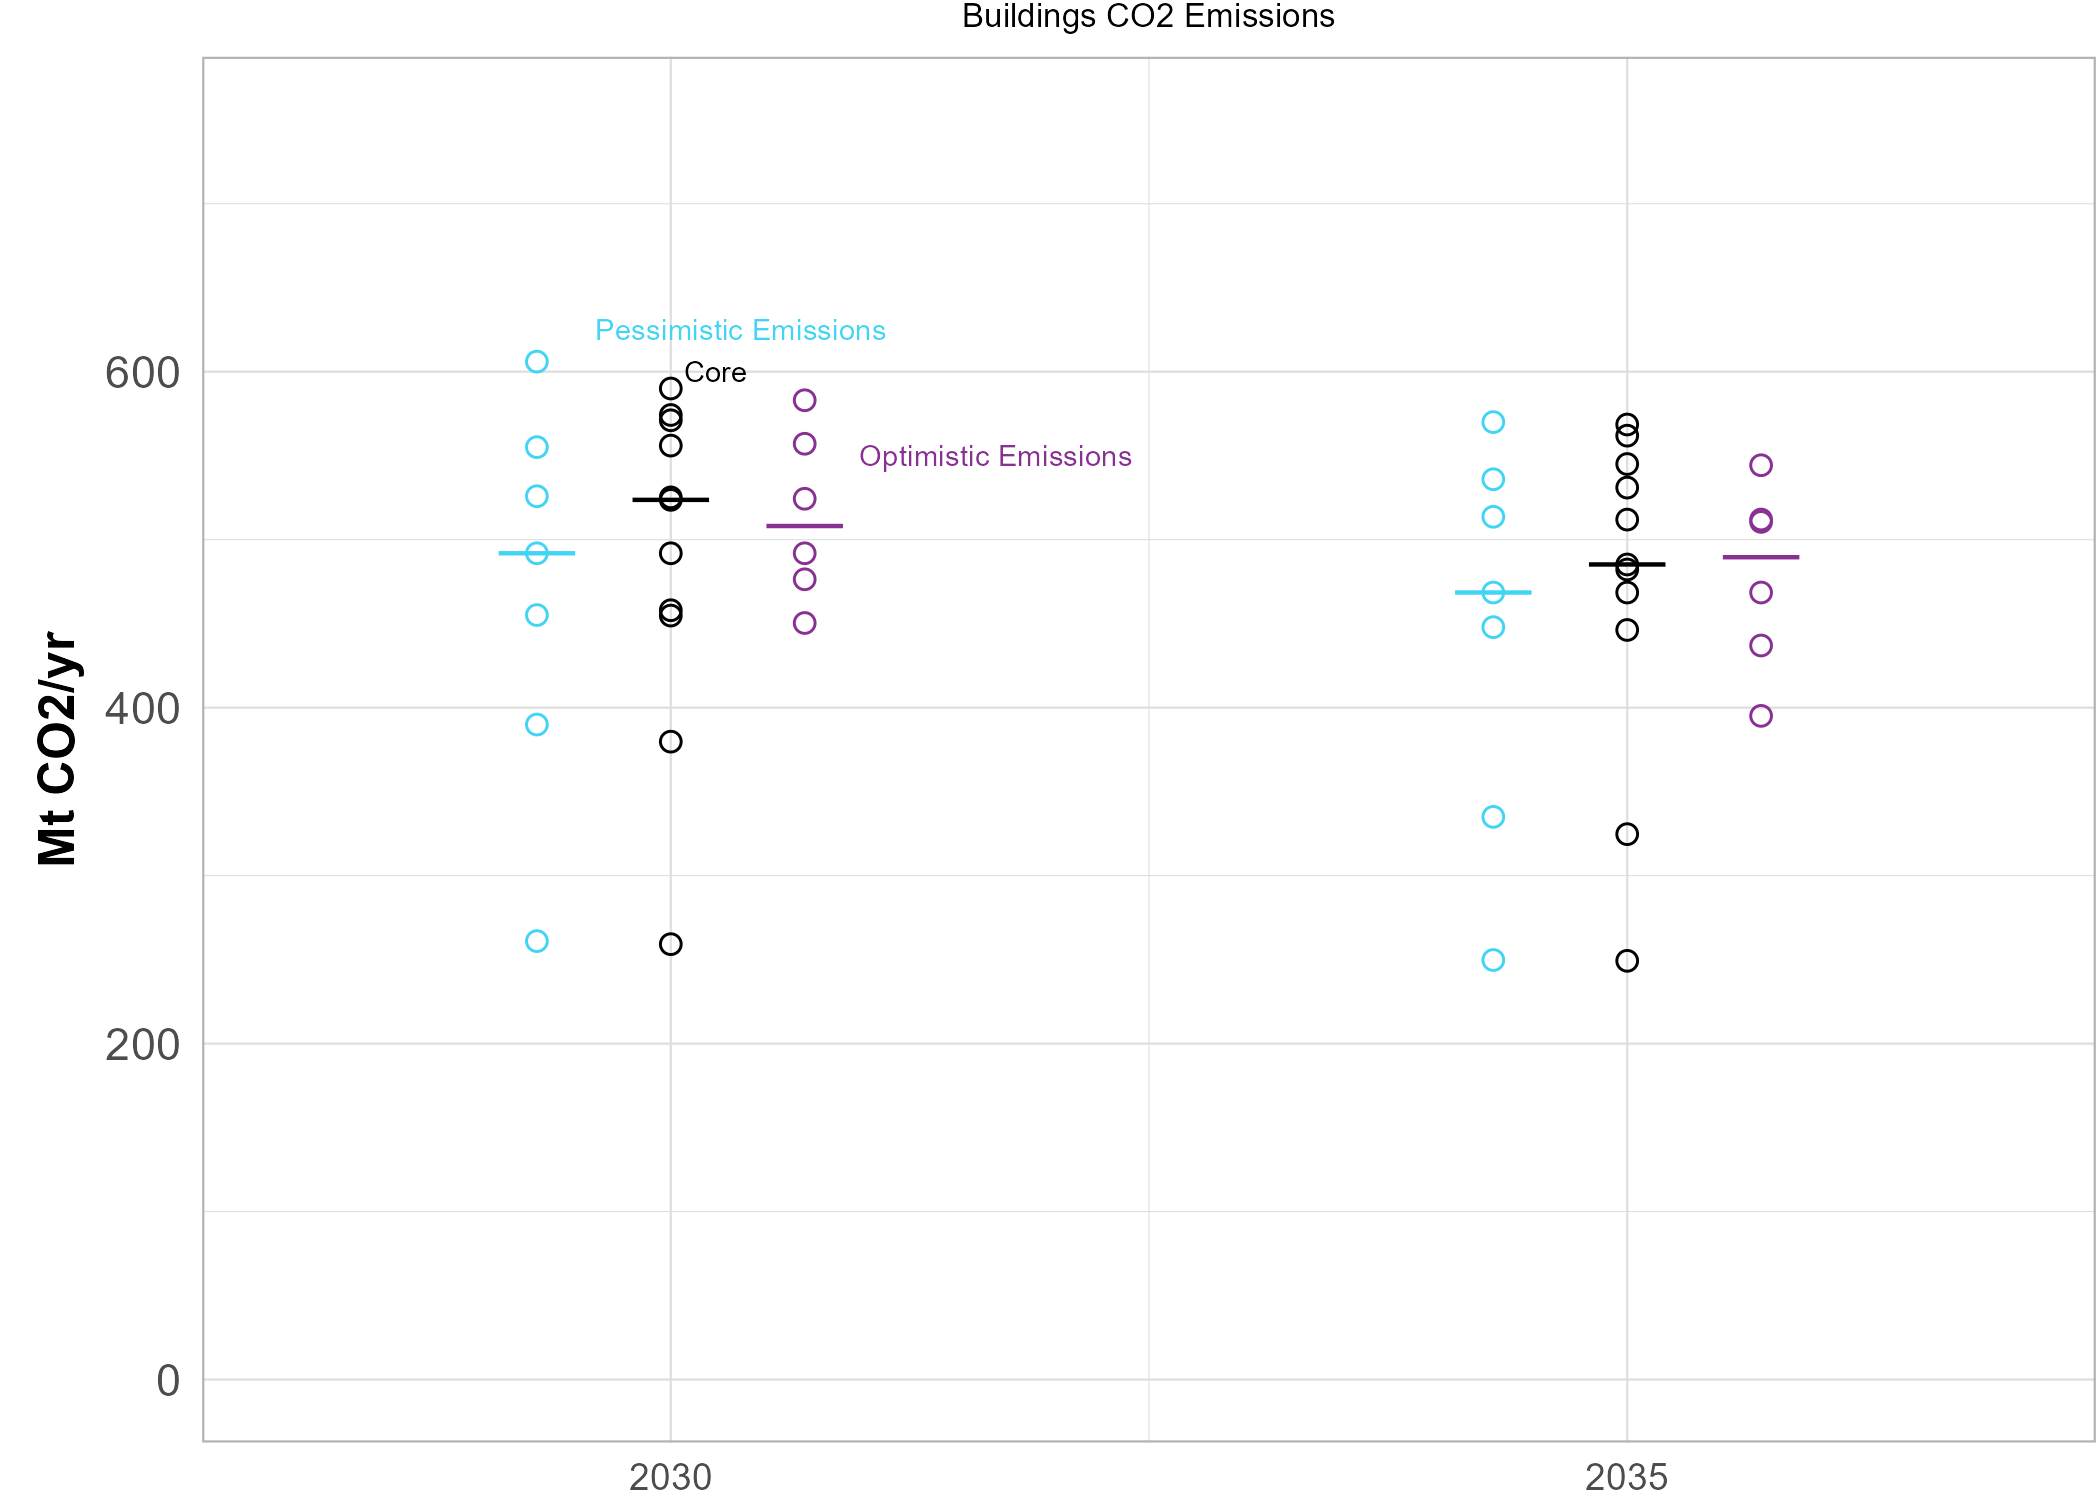 Buildings CO2 Emissions
Pessimistic Emissions
Core
Optimistic Emissions
Mt CO2/yr
600
400
200
0
2030
2035